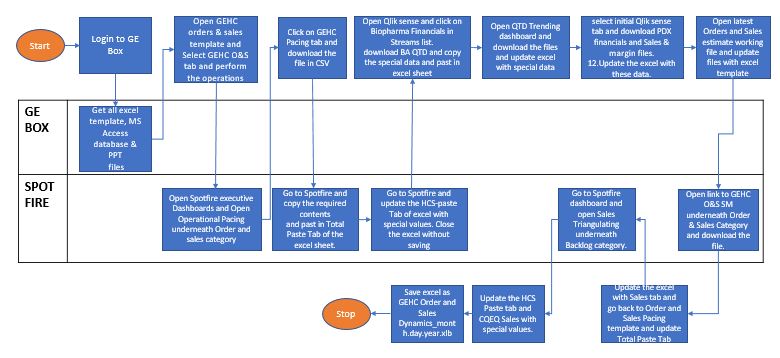 Start
Login to GE
Box
Open GEHC
orders & sales
template and
Select GEHC O&S
tab and perform
the operations
Click on GEHC
Pacing tab and
download the
file in CSV
Open Qlik sense and click on
Biopharma Financials in
Streams list.
download BA QTD and copy
the special data and past in
excel sheet
Open QTD Trending
dashboard and
download the files
and update excel
with special data
select initial Qlik sense
tab and download PDX
financials and Sales &
margin files.
12.Update the excel with
these data.
Open latest
Orders and Sales
estimate working
file and update
files with excel
template
GE
BOX
Get all excel
template, MS
Access
database &
PPT
files
SPOT
FIRE
Open Spotfire executive
Dashboards and Open
Operational Pacing
underneath Order and
sales category
Go to Spotfire and
copy the required
contents
and past in Total
Paste Tab of the
excel sheet.
Go to Spotfire and
update the HCS-paste
Tab of excel with
special values. Close
the excel without
saving
Go to Spotfire
dashboard and
open Sales
Triangulating
underneath
Backlog category.
Open link to GEHC
O&S SM
underneath Order
& Sales Category
and download the
file.
Stop
Save excel as
GEHC Order and
Sales
Dynamics_mont
h.day.year.xlb
Update the HCS
Paste tab and
CQEQ Sales with
special values.
Update the excel
with Sales tab and
go back to Order and
Sales Pacing
template and update
Total Paste Tab